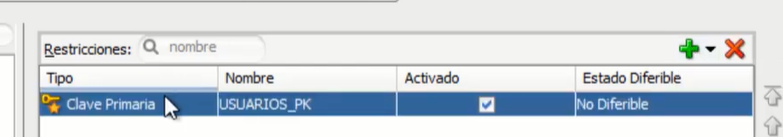 Restricciones: nombre
Tipo Nombre Activado Estado Diferible
Clave Primaria USUARIOS_PK No Diferible